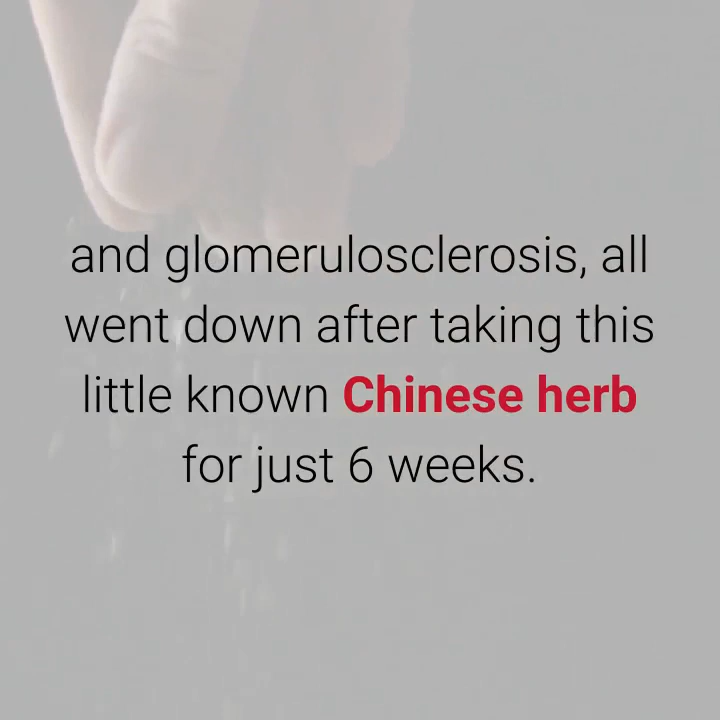 and glomerulosclerosis, all
went down after taking this
little known Chinese herb
for just 6 weeks.